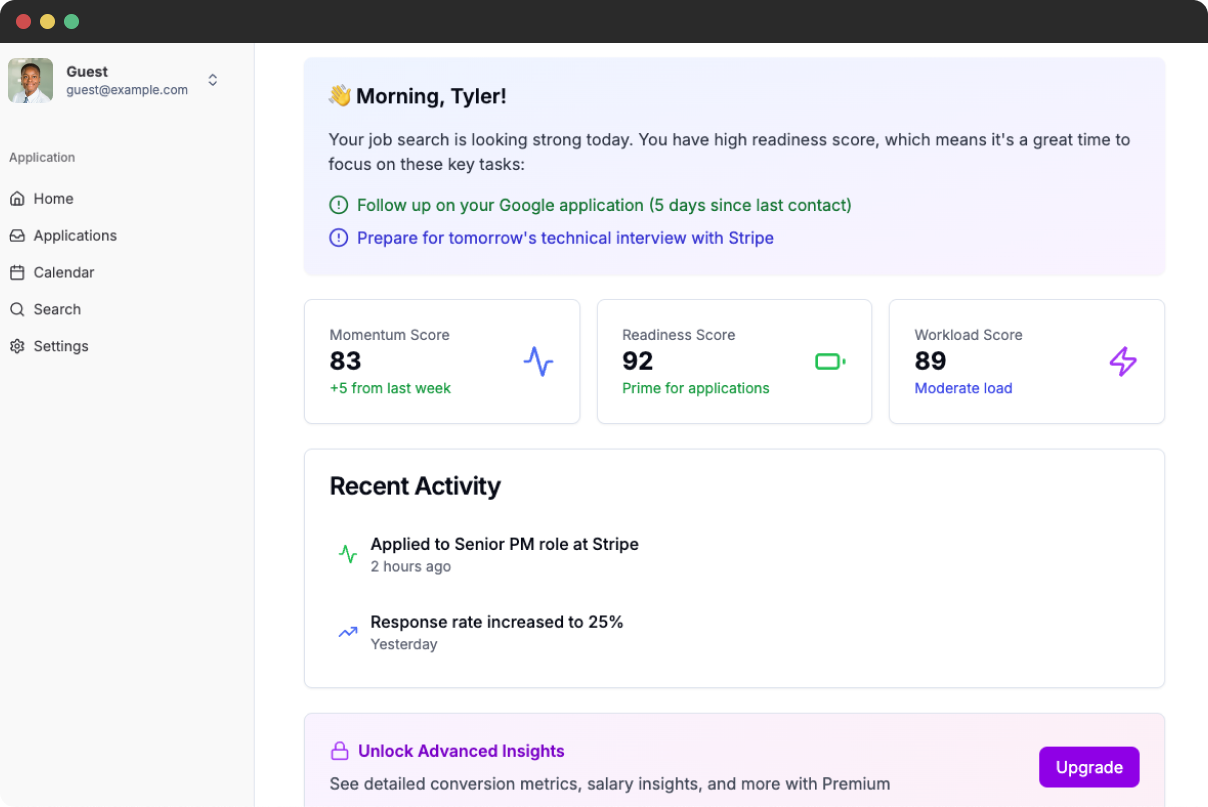 Guest
guest@example.com
Application
Home
Applications
Calendar
Search
Settings
👋 Morning, Tyler!
Your job search is looking strong today. You have high readiness score, which means it's a great time to
focus on these key tasks:
Follow up on your Google application (5 days since last contact)
Prepare for tomorrow's technical interview with Stripe
Momentum Score
83
+5 from last week
Readiness Score
92
Prime for applications
Workload Score
89
Moderate load
Recent Activity
Applied to Senior PM role at Stripe
2 hours ago
Response rate increased to 25%
Yesterday
Unlock Advanced Insights
See detailed conversion metrics, salary insights, and more with Premium
Upgrade